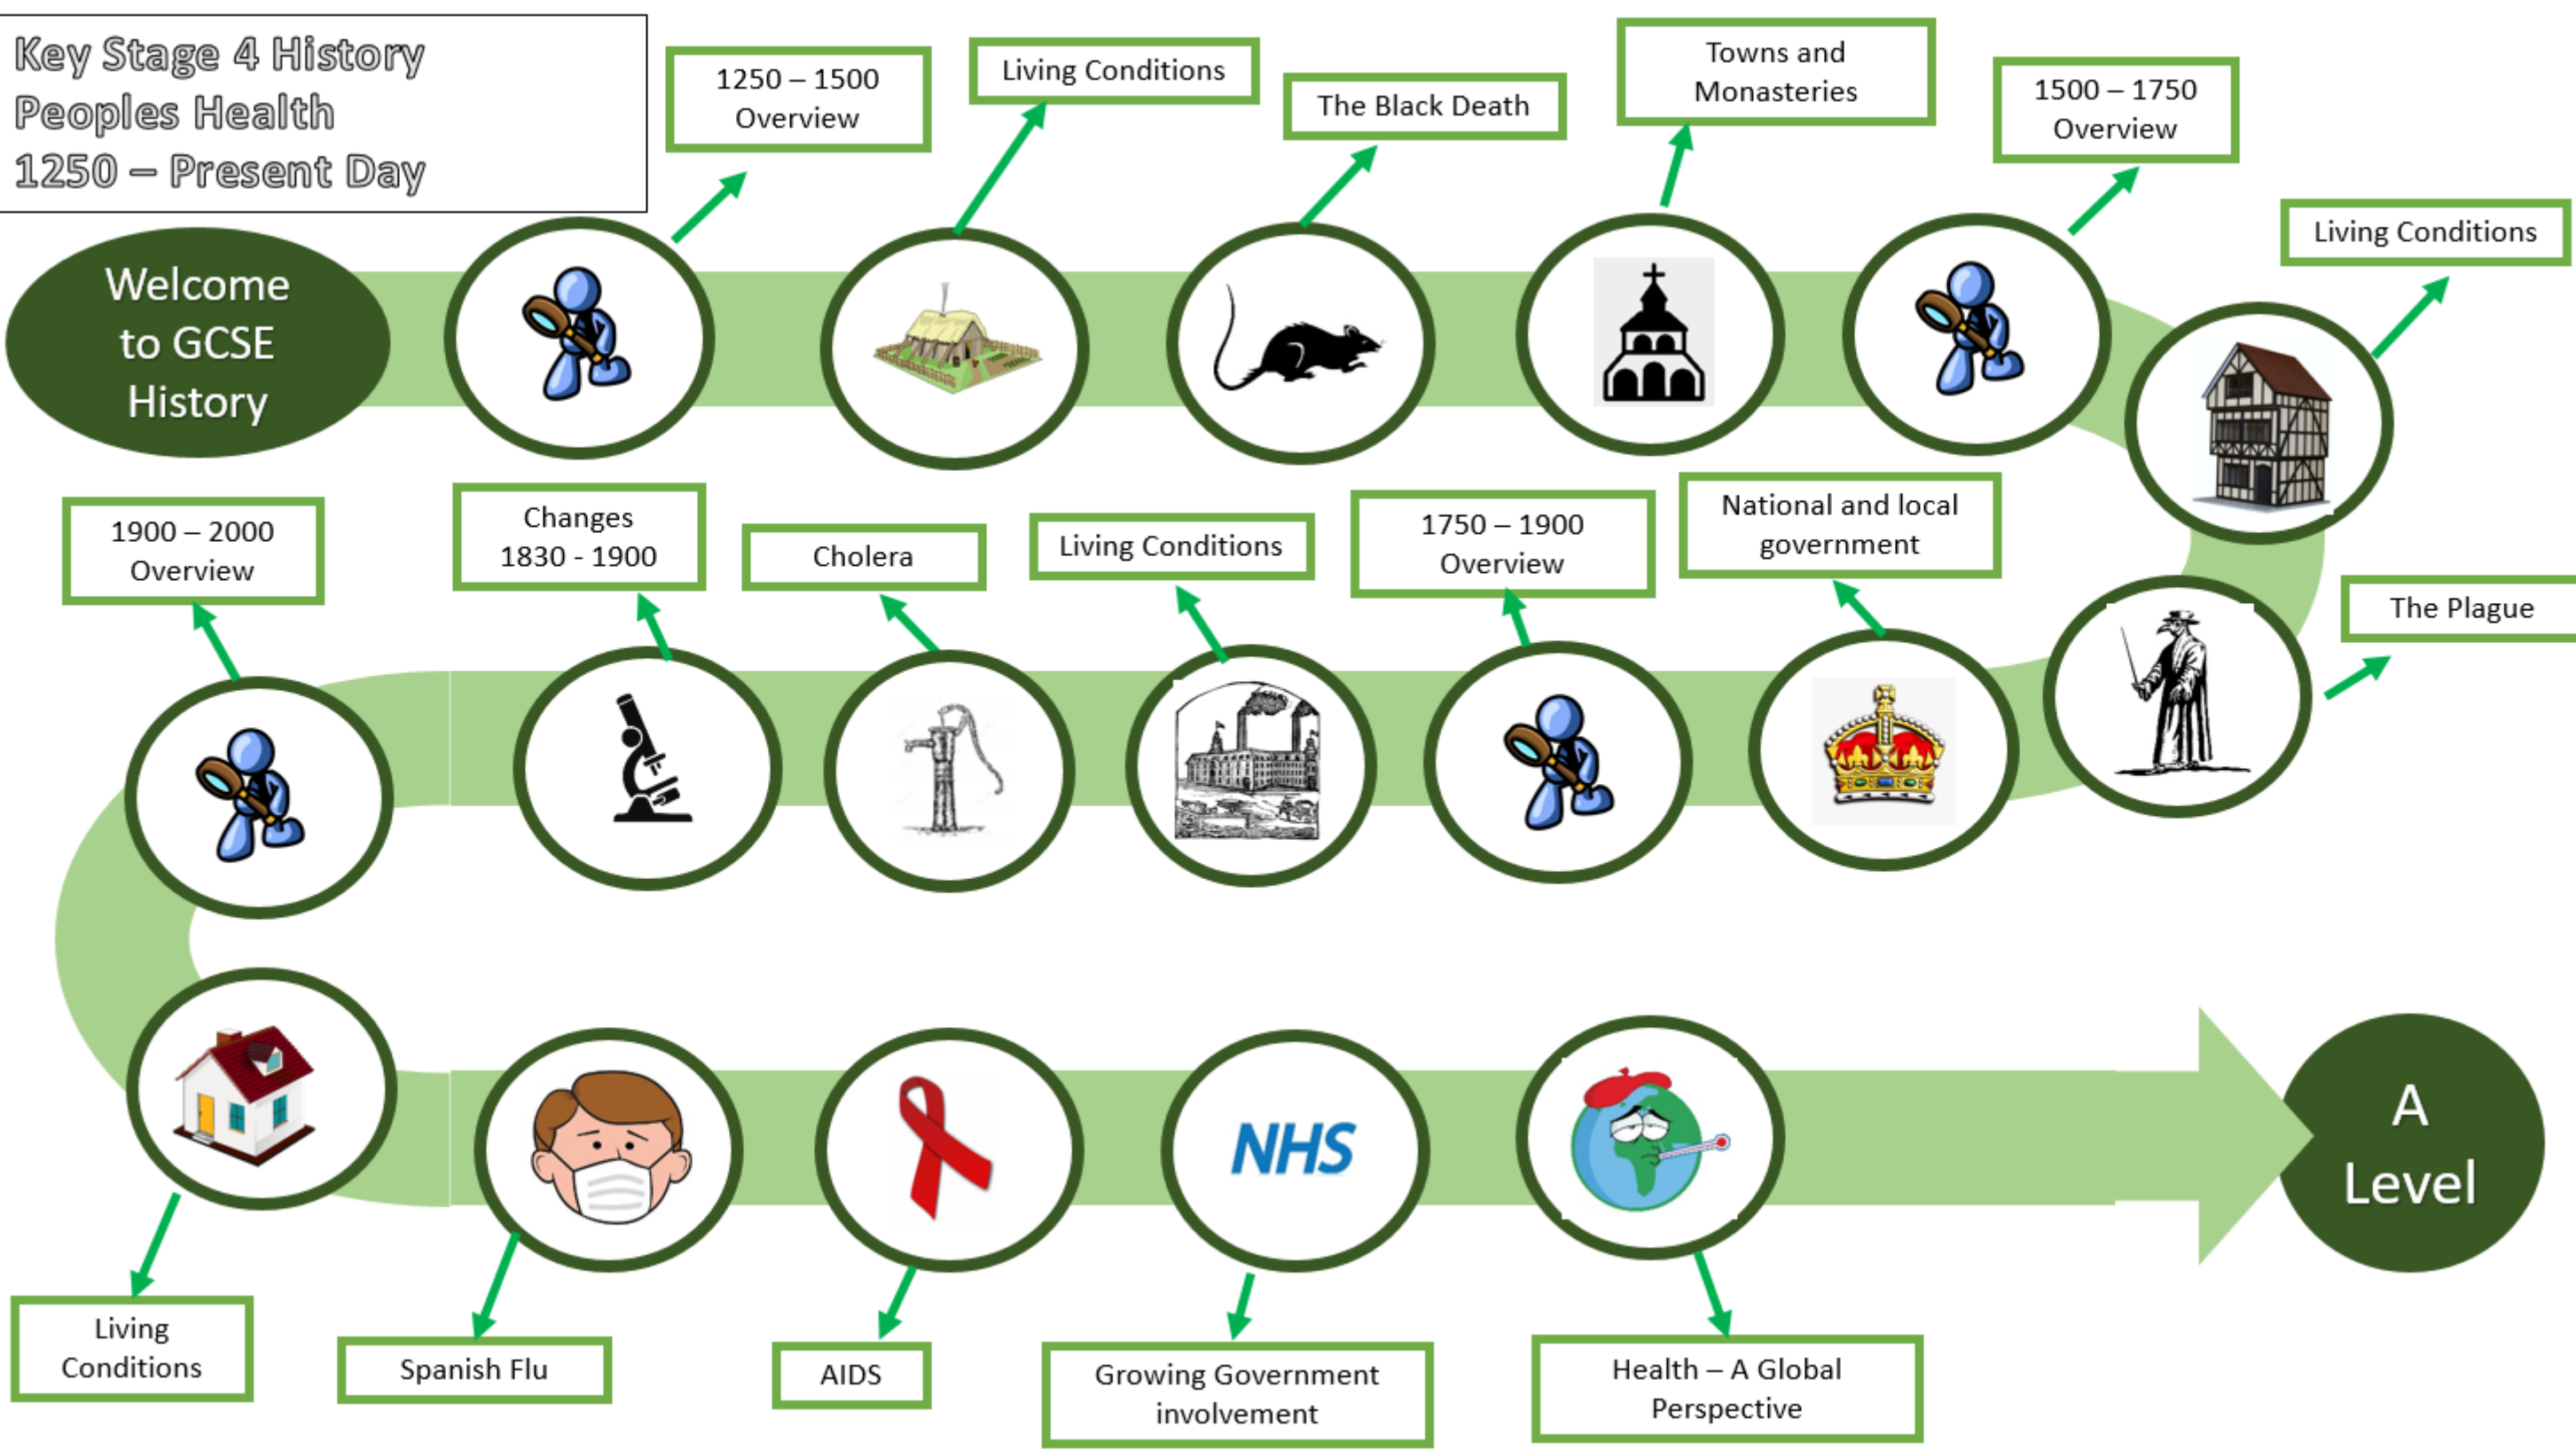 Key Stage 4 History
Peoples Health
1250 – Present Day
Welcome
to GCSE
History
1250 – 1500
Overview
Living Conditions
The Black Death
Towns and
Monasteries
1500 – 1750
Overview
Living Conditions
The Plague
National and local
government
1750 – 1900
Overview
Living Conditions
Cholera
Changes
1830 - 1900
1900 – 2000
Overview
Living
Conditions
Spanish Flu
AIDS
NHS
Growing Government
involvement
Health – A Global
Perspective
A
Level